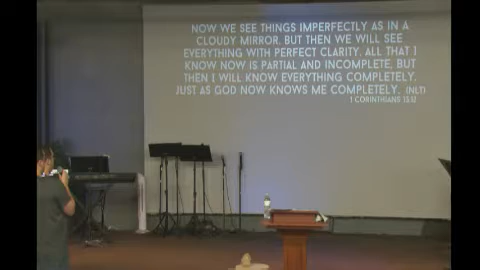 NOW WE SEE THINGS IMPERFECTLY AS IN A
CLOUDY MIRROR, BUT THEN WE WILL SEE
EVERYTHING WITH PERFECT CLARITY. ALL THAT I
KNOW NOW IS PARTIAL AND INCOMPLETE, BUT
THEN I WILL KNOW EVERYTHING COMPLETELY,
JUST AS GOD NOW KNOWS ME COMPLETELY. (NLT)
1 CORINTHIANS 13:12